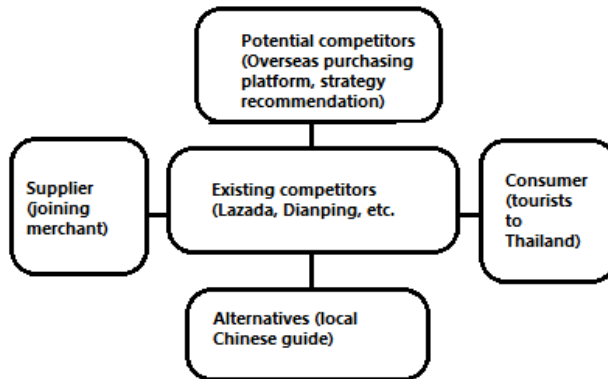 Potential competitors
(Overseas purchasing
platform, strategy
recommendation)
Supplier
(joining
merchant)
Existing competitors
(Lazada, Dianping, etc.
Consumer
(tourists
to
Thailand)
Alternatives (local
Chinese guide)